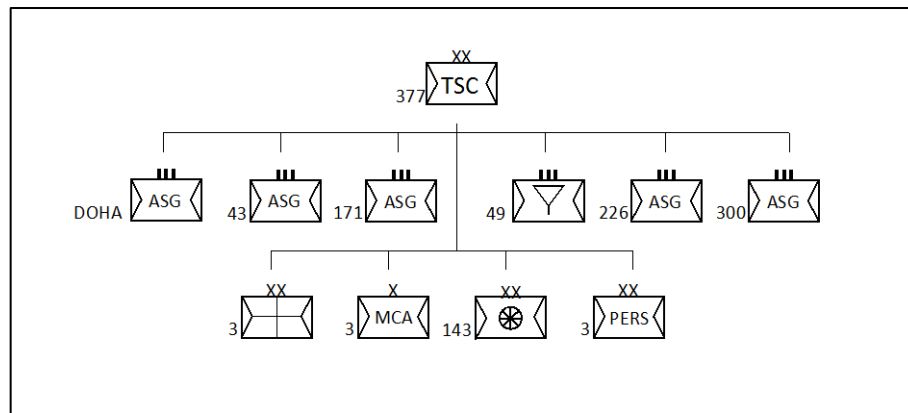 XX
TSC
377
III III III III III III
DOHA ASG 43 ASG 171 ASG 49 226 ASG 300 ASG
XX X XX XX
3 3 MCA 143 3 PERS